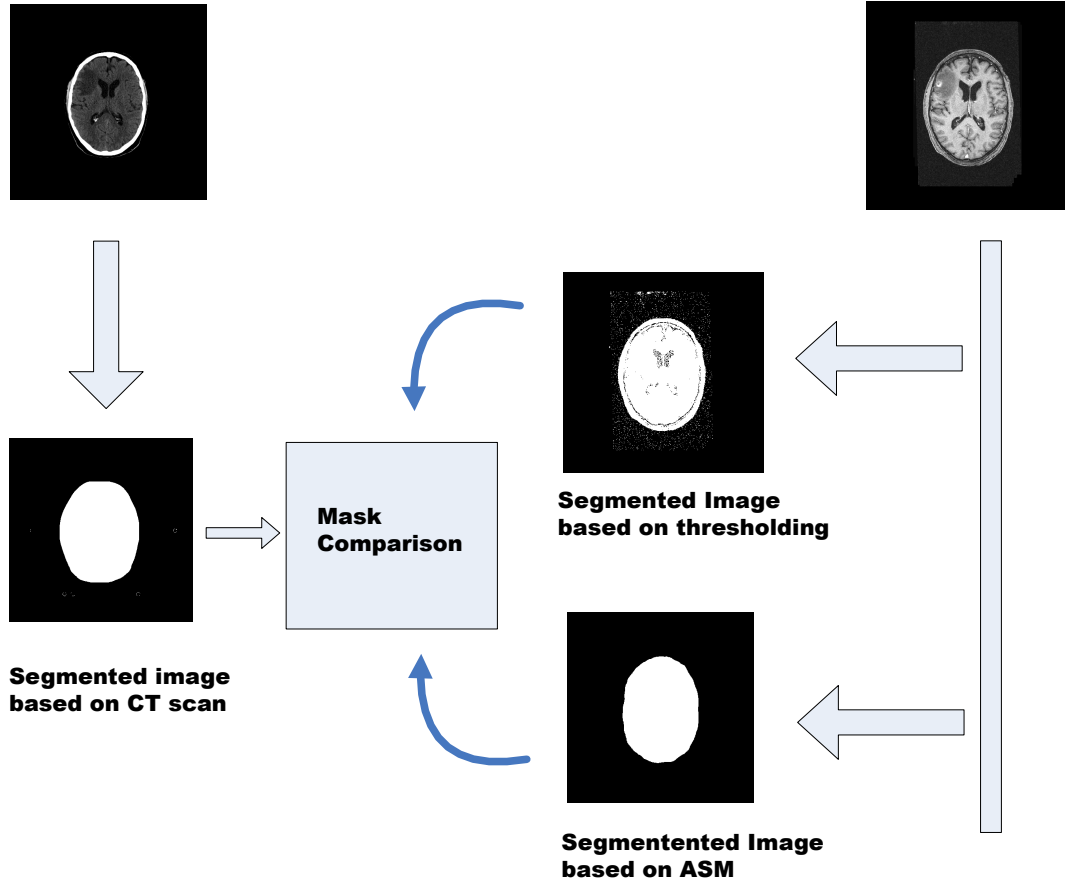 Segmented Image
based on thresholding
Mask
Comparison
Segmented image
based on CT scan
Segmentented Image
based on ASM